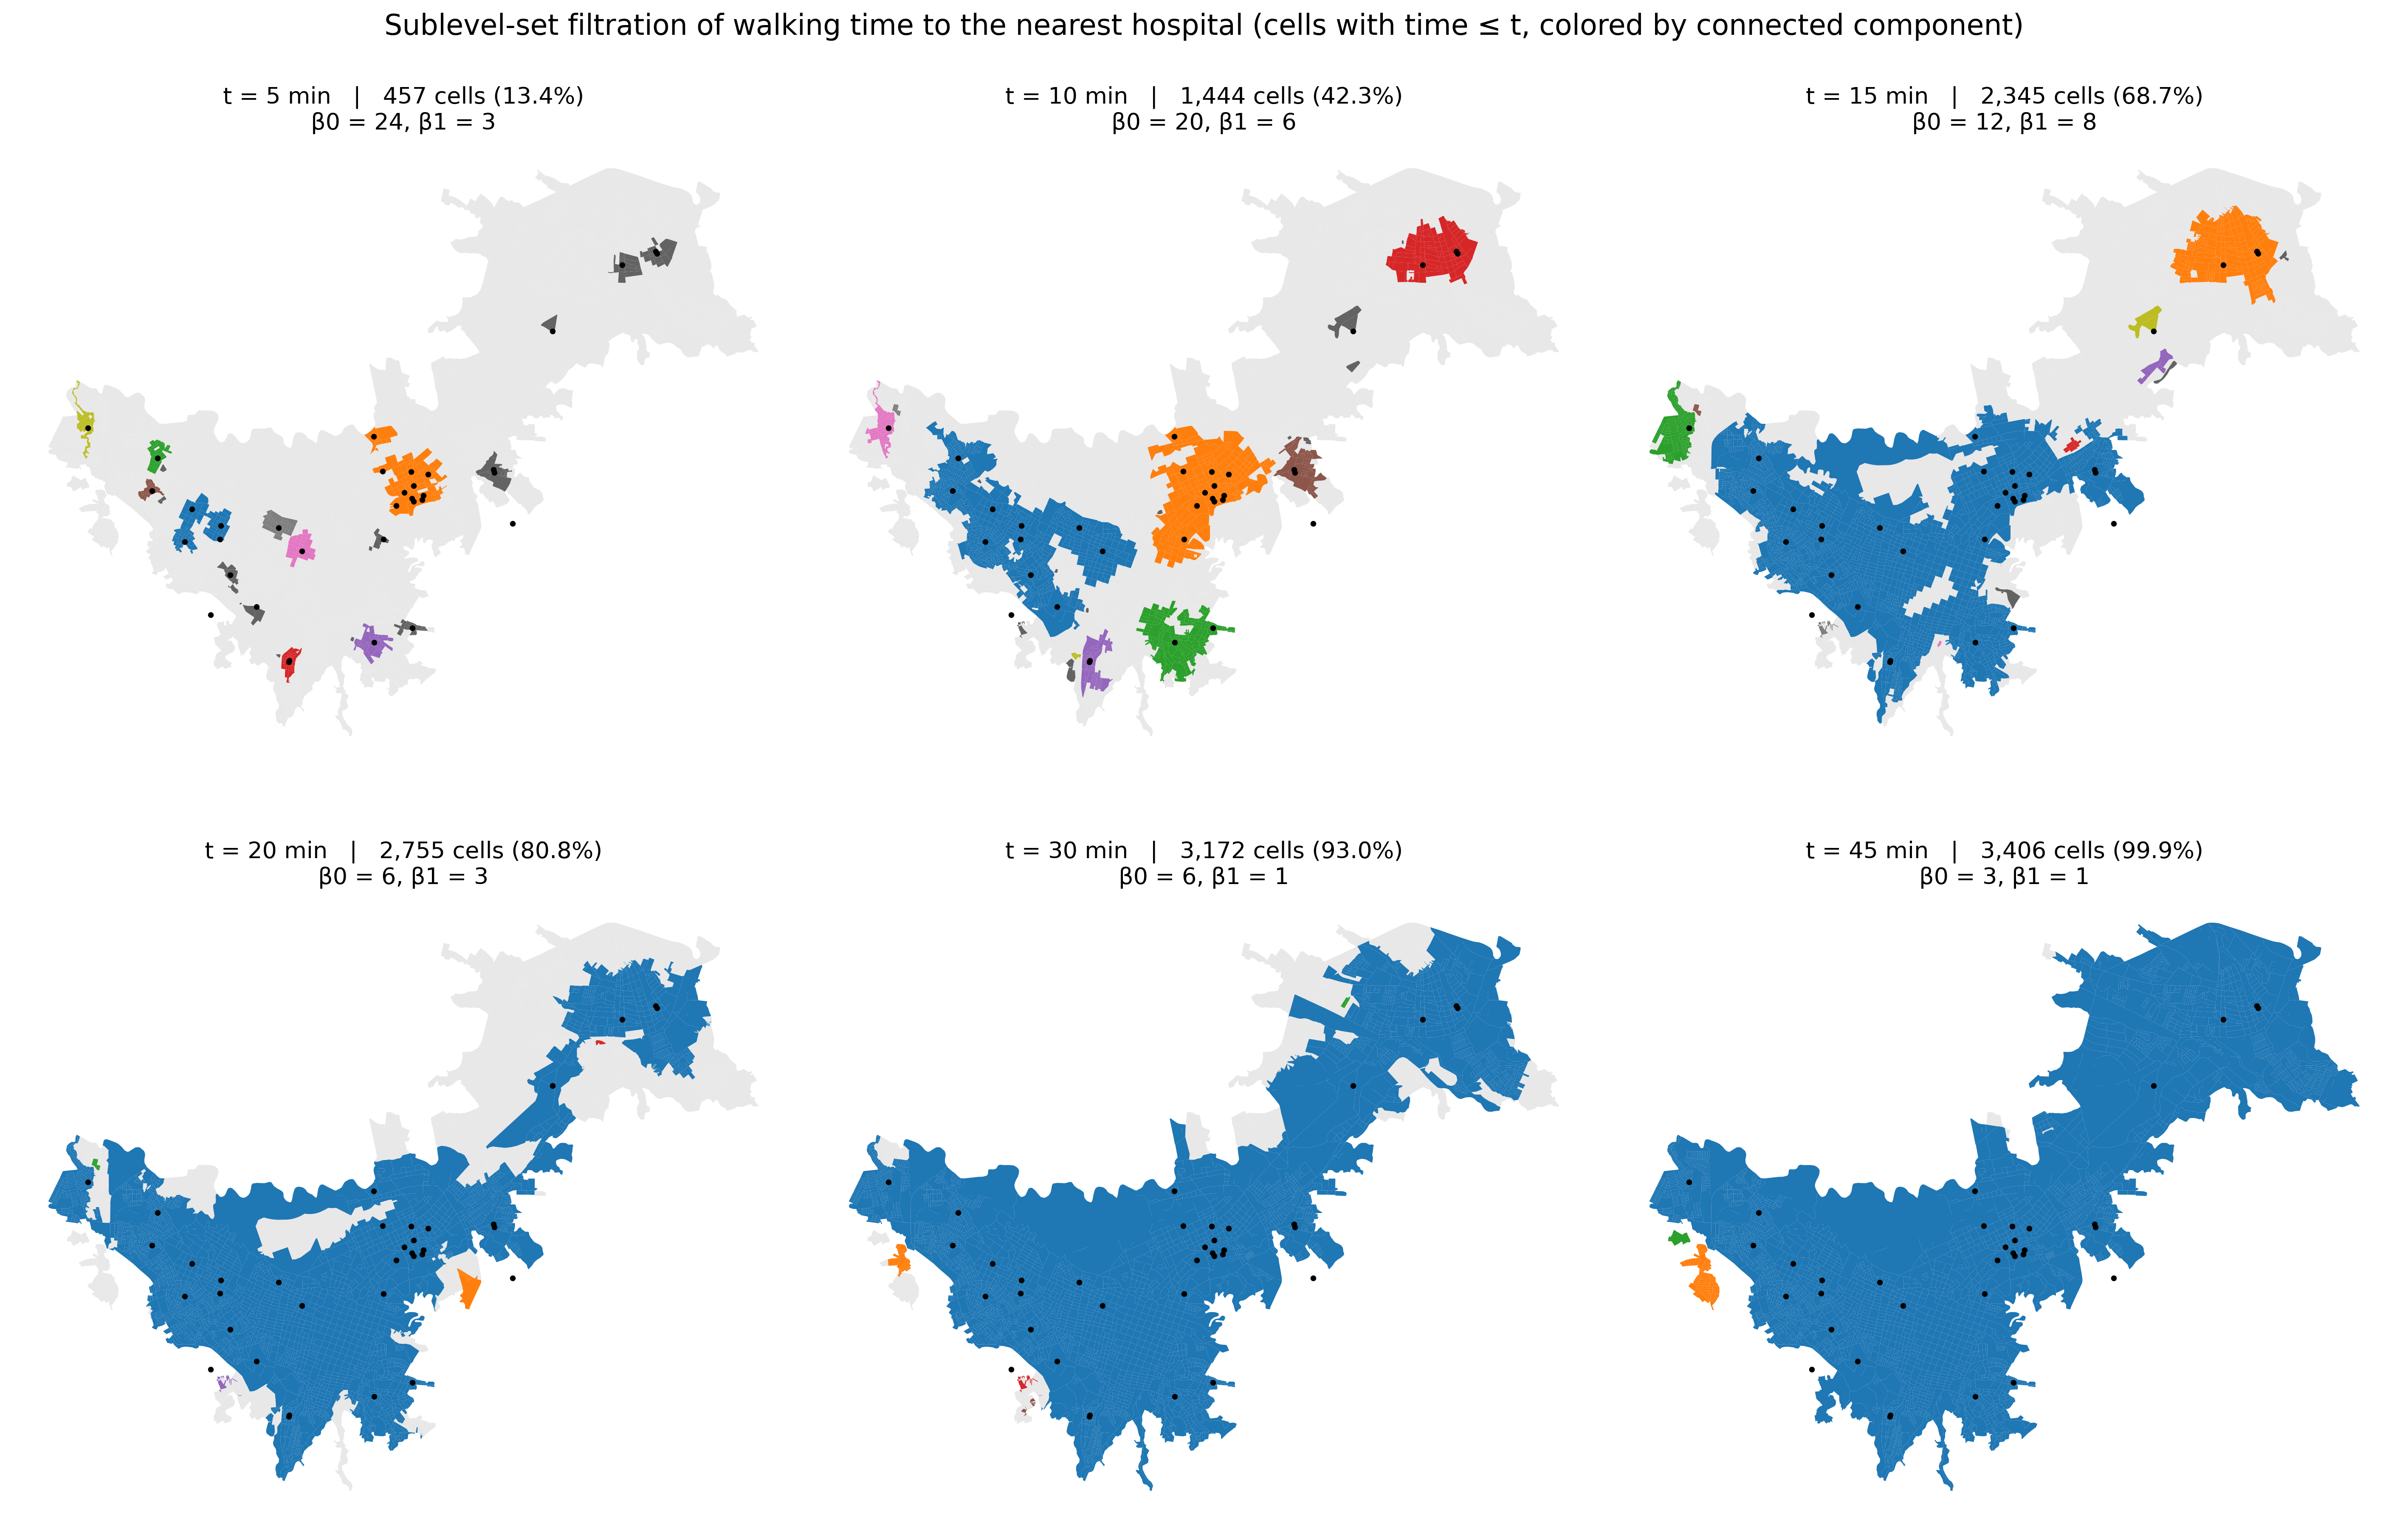 Sublevel-set filtration of walking time to the nearest hospital (cells with time ≤ t, colored by connected component)
t = 5 min | 457 cells (13.4%)
β0 = 24, β1 = 3
t = 10 min | 1,444 cells (42.3%)
β0 = 20, β1 = 6
t = 15 min | 2,345 cells (68.7%)
β0 = 12, β1 = 8
t = 20 min | 2,755 cells (80.8%)
β0 = 6, β1 = 3
t = 30 min | 3,172 cells (93.0%)
β0 = 6, β1 = 1
t = 45 min | 3,406 cells (99.9%)
β0 = 3, β1 = 1